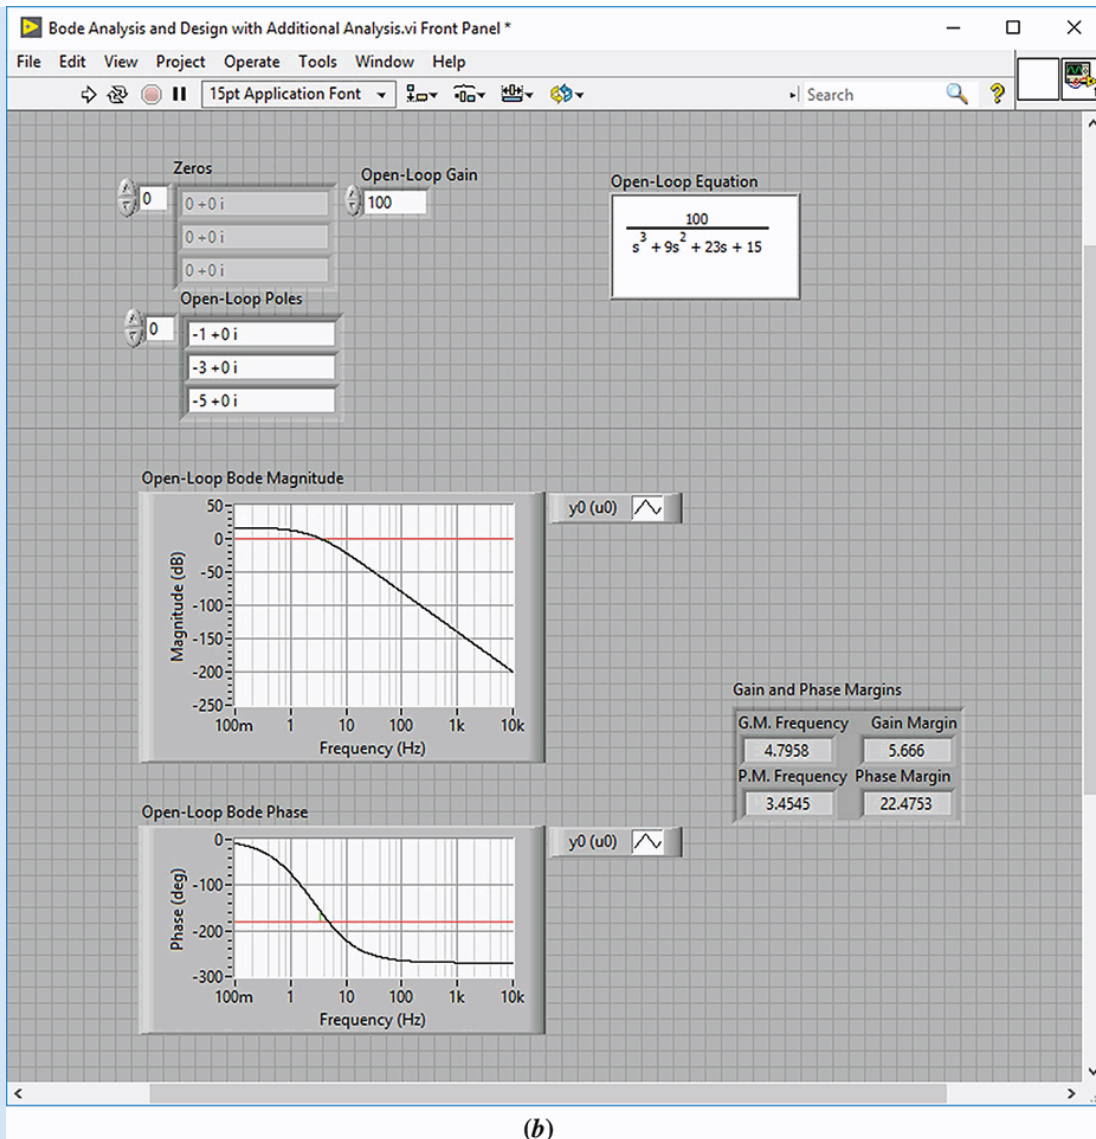 Bode Analysis and Design with Additional Analysis.vi Front Panel *
File Edit View Project Operate Tools Window Help
15pt Application Font
Search
Zeros
0
0 +0 i
0 +0 i
0 +0 i
Open-Loop Gain
100
Open-Loop Equation
100
s^3 + 9s^2 + 23s + 15
Open-Loop Poles
0
-1 +0 i
-3 +0 i
-5 +0 i
Open-Loop Bode Magnitude
y0 (u0)
Magnitude (dB)
50
0
-50
-100
-150
-200
-250
100m 1 10 100 1k 10k
Frequency (Hz)
Gain and Phase Margins
G.M. Frequency Gain Margin
4.7958 5.666
P.M. Frequency Phase Margin
3.4545 22.4753
Open-Loop Bode Phase
y0 (u0)
Phase (deg)
0
-100
-200
-300
100m 1 10 100 1k 10k
Frequency (Hz)
(b)